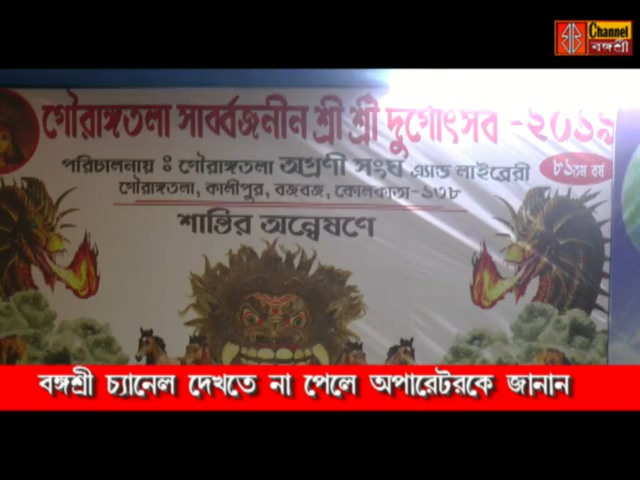 Channel
বঙ্গশ্রী
গৌরাঙ্গতলা সার্ব্বজনীন শ্রী শ্রী দুর্গোৎসব -২০১৯
পরিচালনায় ঃ গৌরাঙ্গতলা অগ্রণী সংঘ এ্যান্ড লাইব্রেরী
৮১তম বর্ষ
গৌরাঙ্গতলা, কালীপুর, বজবজ, কোলকাতা-১৩৮
শান্তির অন্বেষণে
বঙ্গশ্রী চ্যানেল দেখতে না পেলে অপারেটরকে জানান